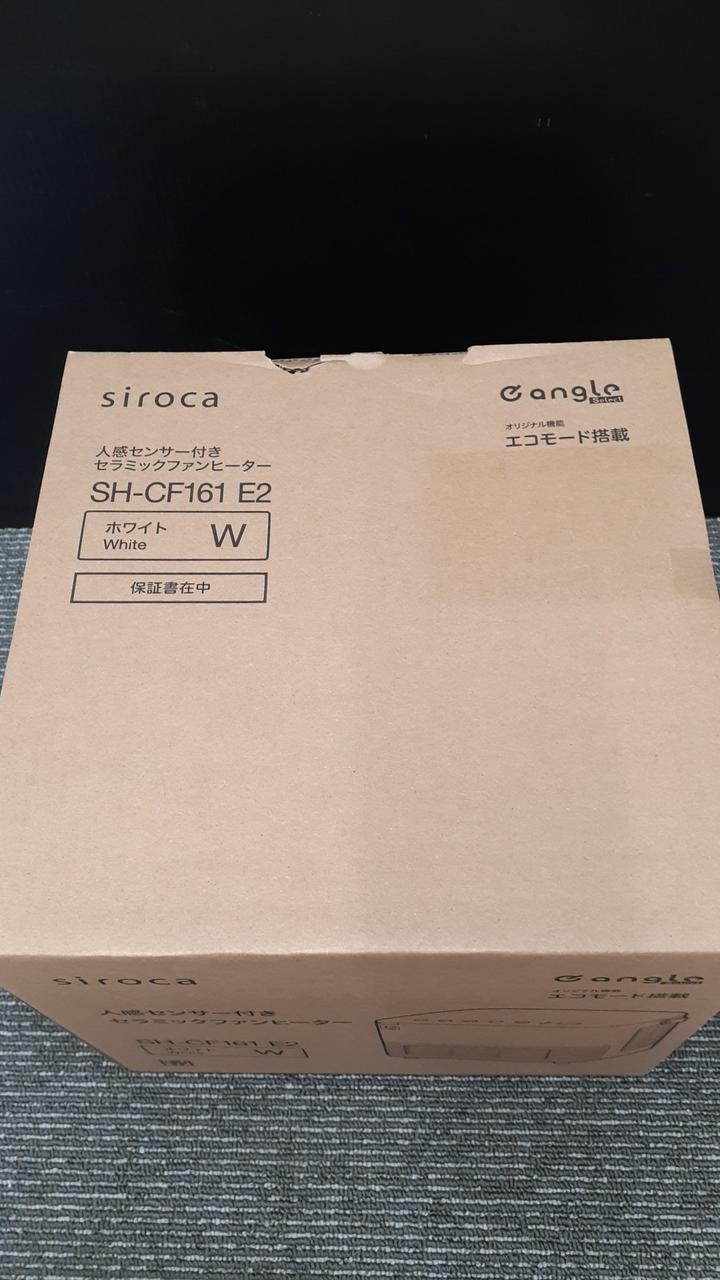 siroca
e angle
Select
オリジナル機能
エコモード搭載
人感センサー付き
セラミックファンヒーター
SH-CF161 E2
ホワイト
White
W
保証書在中
siroca
e angle
オリジナル機能
エコモード搭載
人感センサー付き
セラミックファンヒーター
SH-CF161 E2
ホワイト
W